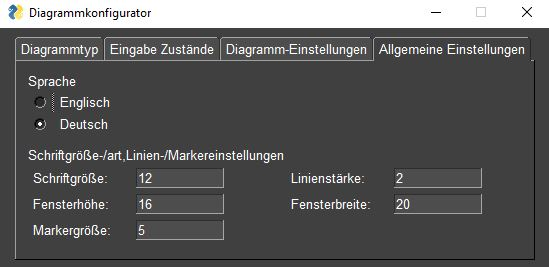 Diagrammkonfigurator
Diagrammtyp Eingabe Zustände Diagramm-Einstellungen Allgemeine Einstellungen
Sprache
Englisch
Deutsch
Schriftgröße-/art,Linien-/Markereinstellungen
Schriftgröße: 12 Linienstärke: 2
Fensterhöhe: 16 Fensterbreite: 20
Markergröße: 5